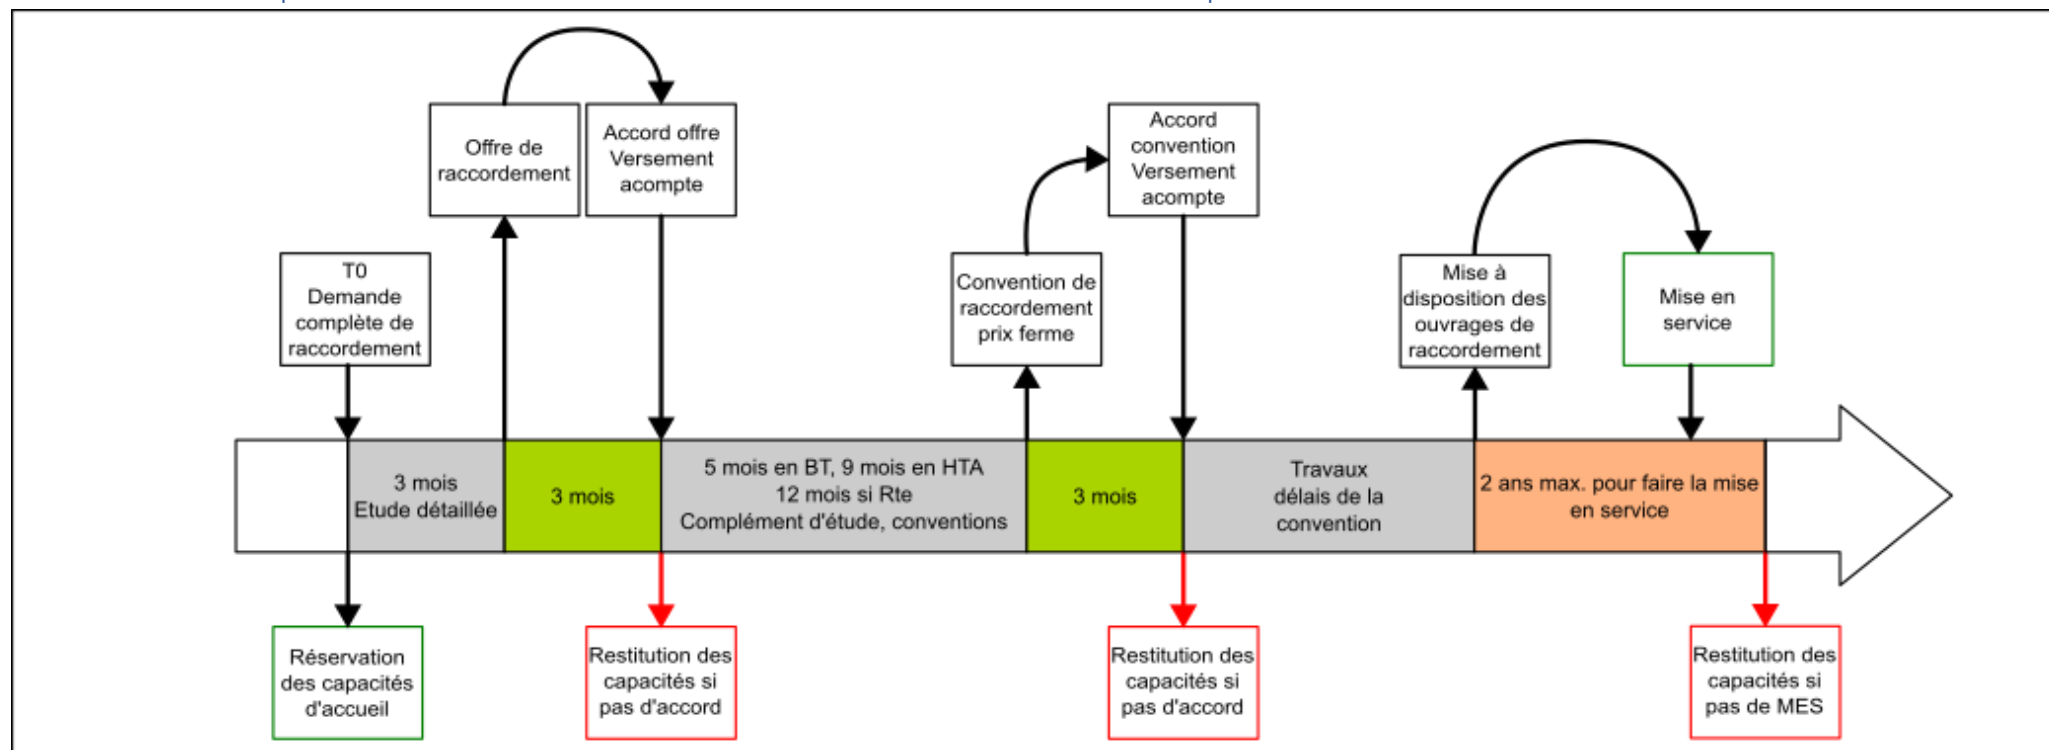 Offre de
raccordement
Accord offre
Versement
acompte
Accord
convention
Versement
acompte
T0
Demande
complète de
raccordement
Convention de
raccordement
prix ferme
Mise à
disposition des
ouvrages de
raccordement
Mise en
service
3 mois
Etude détaillée
3 mois
5 mois en BT, 9 mois en HTA
12 mois si Rte
Complément d'étude, conventions
3 mois
Travaux
délais de la
convention
2 ans max. pour faire la mise
en service
Réservation
des capacités
d'accueil
Restitution des
capacités si
pas d'accord
Restitution des
capacités si
pas d'accord
Restitution des
capacités si
pas de MES